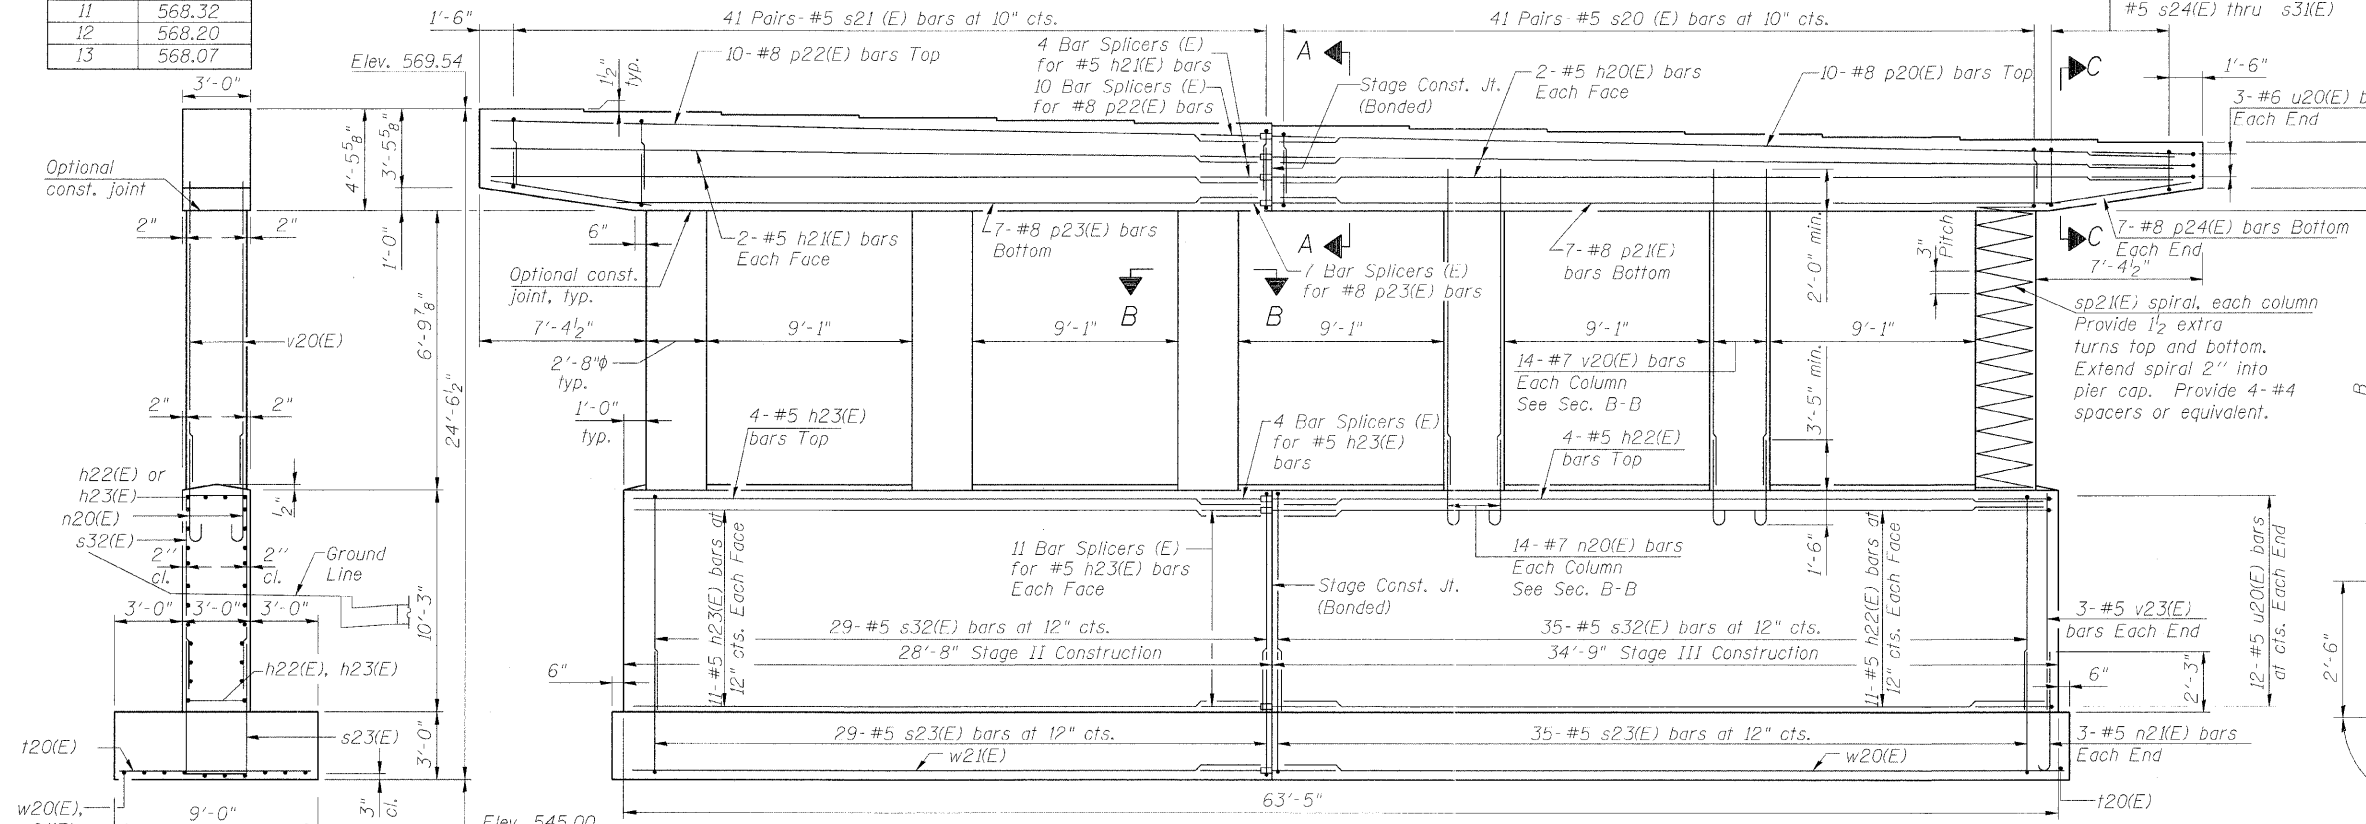 11 568.32
12 568.20
13 568.07
3'-0"
Optional
const. joint
2" 2"
v20(E)
2" 2"
h22(E) or
h23(E)
n20(E)
s32(E)
2"
cl.
2"
cl.
½"
Ground
Line
3'-0" 3'-0" 3'-0"
h22(E), h23(E)
s23(E)
t20(E)
w20(E),
9'-0"
3"
cl.
Elev. 569.54
4'-5⅝"
3'-5⅝"
1'-0"
6'-9⅞"
24'-6½"
10'-3"
3'-0"
Elev. 545.00
1'-6"
41 Pairs- #5 s21 (E) bars at 10" cts.
41 Pairs- #5 s20 (E) bars at 10" cts.
#5 s24(E) thru s31(E)
1½"
typ.
10-#8 p22(E) bars Top
4 Bar Splicers (E)
for #5 h21(E) bars
10 Bar Splicers (E)
for #8 p22(E) bars
A
Stage Const. Jt.
(Bonded)
2-#5 h20(E) bars
Each Face
10-#8 p20(E) bars Top
C
1'-6"
3-#6 u20(E) b
Each End
6"
2-#5 h21(E) bars
Each Face
7-#8 p23(E) bars
Bottom
A
7-#8 p21(E)
bars Bottom
2'-0" min.
3"
Pitch
C
7-#8 p24(E) bars Bottom
Each End
7'-4½"
Optional const.
joint, typ.
B B
7 Bar Splicers (E)
for #8 p23(E) bars
sp21(E) spiral, each column
Provide 1½ extra
turns top and bottom.
Extend spiral 2" into
pier cap. Provide 4-#4
spacers or equivalent.
7'-4½" 9'-1" 9'-1" 9'-1" 9'-1" 9'-1"
2'-8"ϕ
typ.
14-#7 v20(E) bars
Each Column
See Sec. B-B
3'-5" min.
1'-0"
typ.
4-#5 h23(E)
bars Top
4 Bar Splicers (E)
for #5 h23(E)
bars
4-#5 h22(E)
bars Top
11-#5 h23(E) bars at
12" cts. Each Face
11 Bar Splicers (E)
for #5 h23(E) bars
Each Face
Stage Const. Jt.
(Bonded)
14-#7 n20(E) bars
Each Column
See Sec. B-B
1'-6"
11-#5 h22(E) bars at
12" cts. Each Face
12-#5 u20(E) bars
at cts. Each End
3-#5 v23(E)
bars Each End
29-#5 s32(E) bars at 12" cts.
35-#5 s32(E) bars at 12" cts.
28'-8" Stage II Construction
34'-9" Stage III Construction
6"
6"
2'-3"
2'-6"
29-#5 s23(E) bars at 12" cts.
35-#5 s23(E) bars at 12" cts.
w21(E)
w20(E)
3-#5 n21(E) bars
Each End
63'-5"
t20(E)